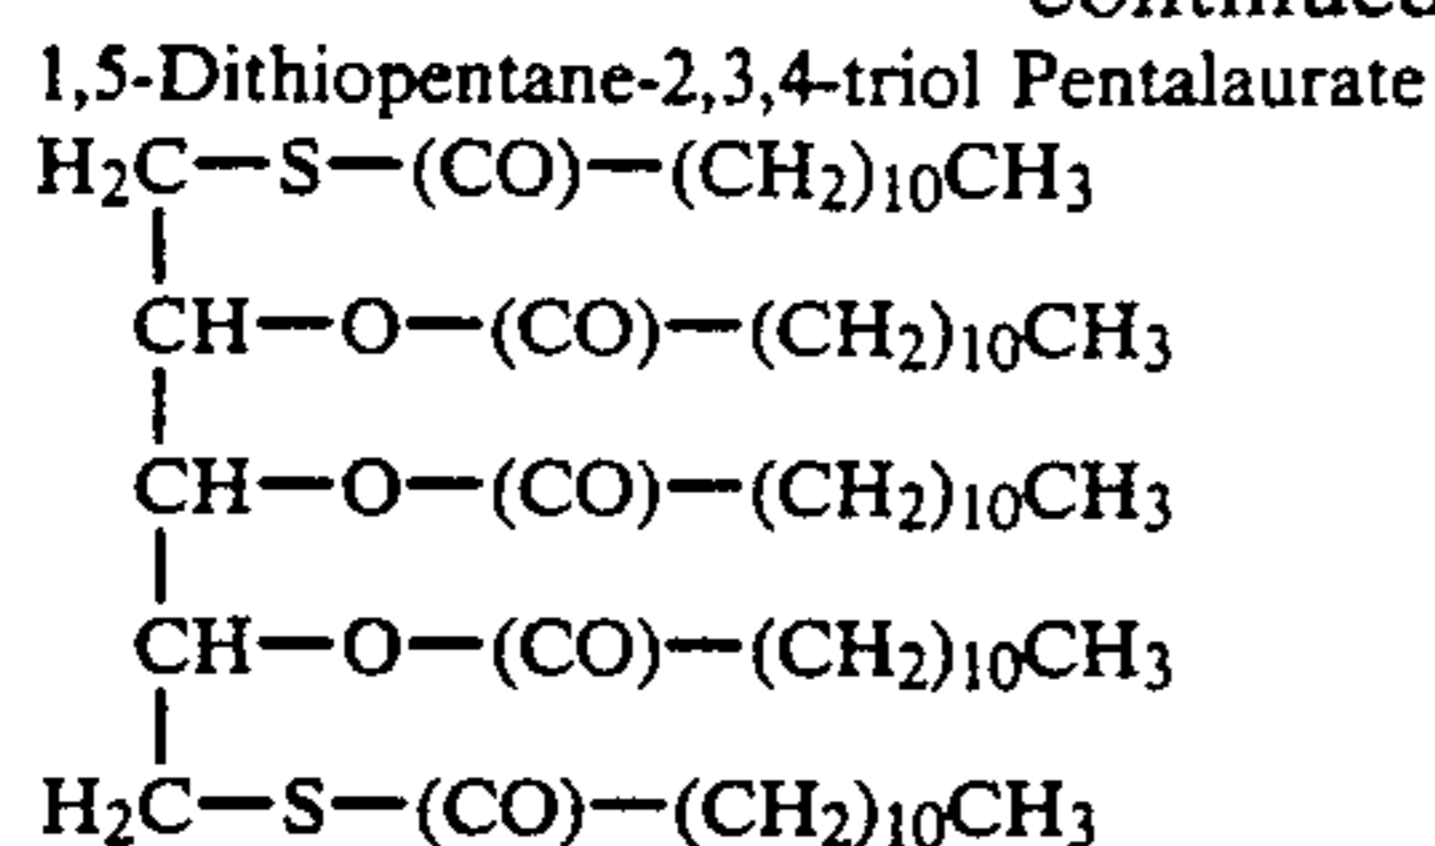 1,5-Dithiopentane-2,3,4-triol Pentalaurate
H₂C—S—(CO)—(CH₂)₁₀CH₃
CH—O—(CO)—(CH₂)₁₀CH₃
CH—O—(CO)—(CH₂)₁₀CH₃
CH—O—(CO)—(CH₂)₁₀CH₃
H₂C—S—(CO)—(CH₂)₁₀CH₃